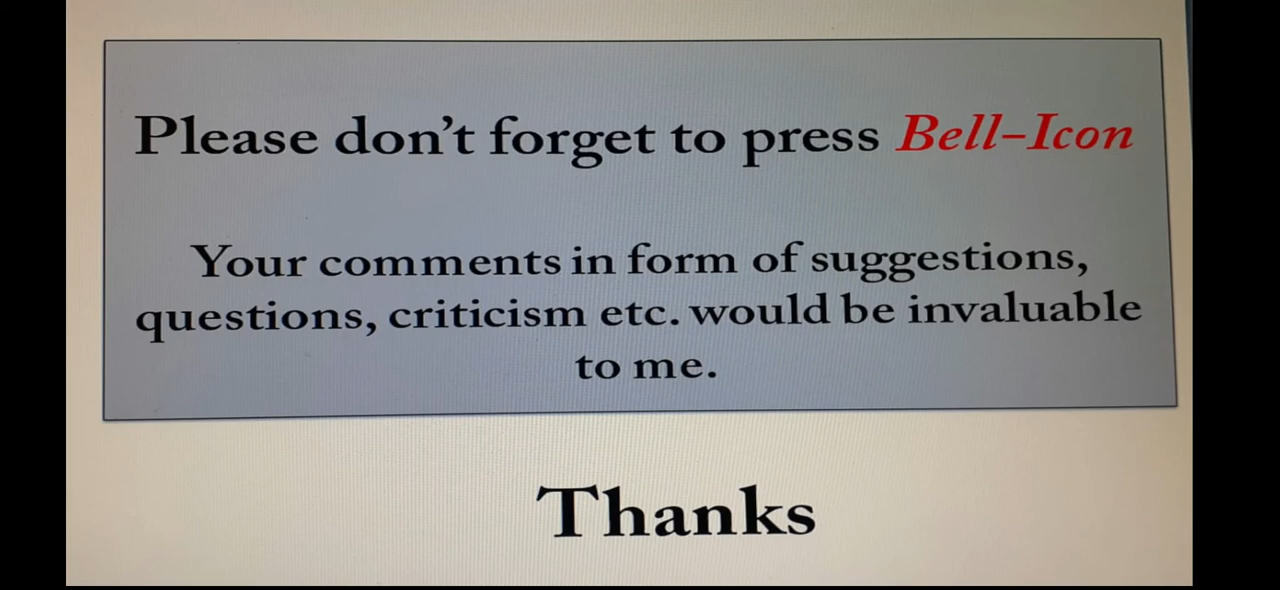 Please don't forget to press Bell-Icon
Your comments in form of suggestions,
questions, criticism etc. would be invaluable
to me.
Thanks